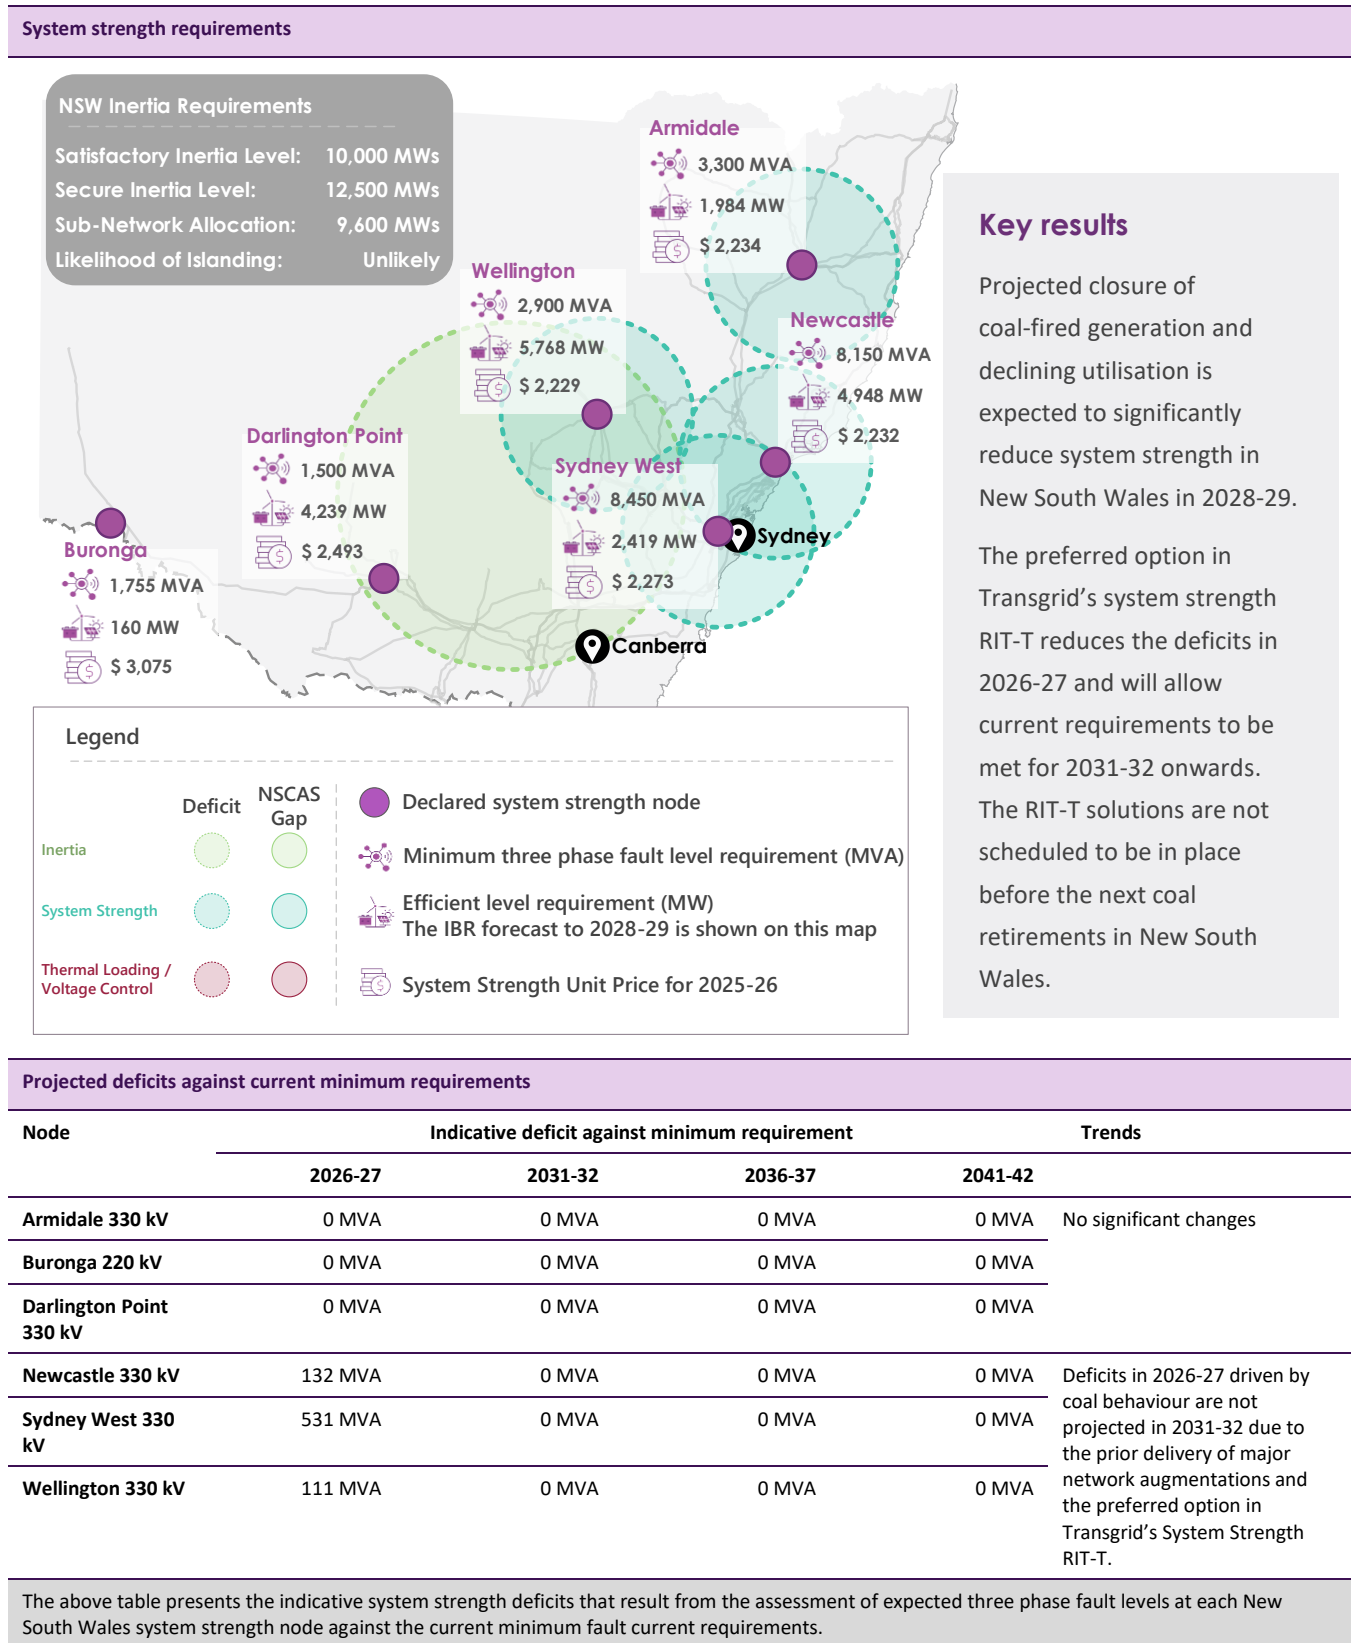 System strength requirements
NSW Inertia Requirements
Satisfactory Inertia Level: 10,000 MWs
Secure Inertia Level: 12,500 MWs
Sub-Network Allocation: 9,600 MWs
Likelihood of Islanding: Unlikely
Armidale
3,300 MVA
1,984 MW
$ 2,234
Wellington
2,900 MVA
5,768 MW
$ 2,229
Newcastle
8,150 MVA
4,948 MW
$ 2,232
Darlington Point
1,500 MVA
4,239 MW
$ 2,493
Sydney West
8,450 MVA
2,419 MW
$ 2,273
Sydney
Buronga
1,755 MVA
160 MW
$ 3,075
Canberra
Key results
Projected closure of
coal-fired generation and
declining utilisation is
expected to significantly
reduce system strength in
New South Wales in 2028-29.
The preferred option in
Transgrid’s system strength
RIT-T reduces the deficits in
2026-27 and will allow
current requirements to be
met for 2031-32 onwards.
The RIT-T solutions are not
scheduled to be in place
before the next coal
retirements in New South
Wales.
Legend
Deficit NSCAS
Gap
Inertia
System Strength
Thermal Loading /
Voltage Control
Declared system strength node
Minimum three phase fault level requirement (MVA)
Efficient level requirement (MW)
The IBR forecast to 2028-29 is shown on this map
System Strength Unit Price for 2025-26
Projected deficits against current minimum requirements
Node Indicative deficit against minimum requirement Trends
2026-27 2031-32 2036-37 2041-42
Armidale 330 kV 0 MVA 0 MVA 0 MVA 0 MVA No significant changes
Buronga 220 kV 0 MVA 0 MVA 0 MVA 0 MVA
Darlington Point
330 kV 0 MVA 0 MVA 0 MVA 0 MVA
Newcastle 330 kV 132 MVA 0 MVA 0 MVA 0 MVA
Sydney West 330
kV 531 MVA 0 MVA 0 MVA 0 MVA
Wellington 330 kV 111 MVA 0 MVA 0 MVA 0 MVA
Deficits in 2026-27 driven by
coal behaviour are not
projected in 2031-32 due to
the prior delivery of major
network augmentations and
the preferred option in
Transgrid’s System Strength
RIT-T.
The above table presents the indicative system strength deficits that result from the assessment of expected three phase fault levels at each New
South Wales system strength node against the current minimum fault current requirements.